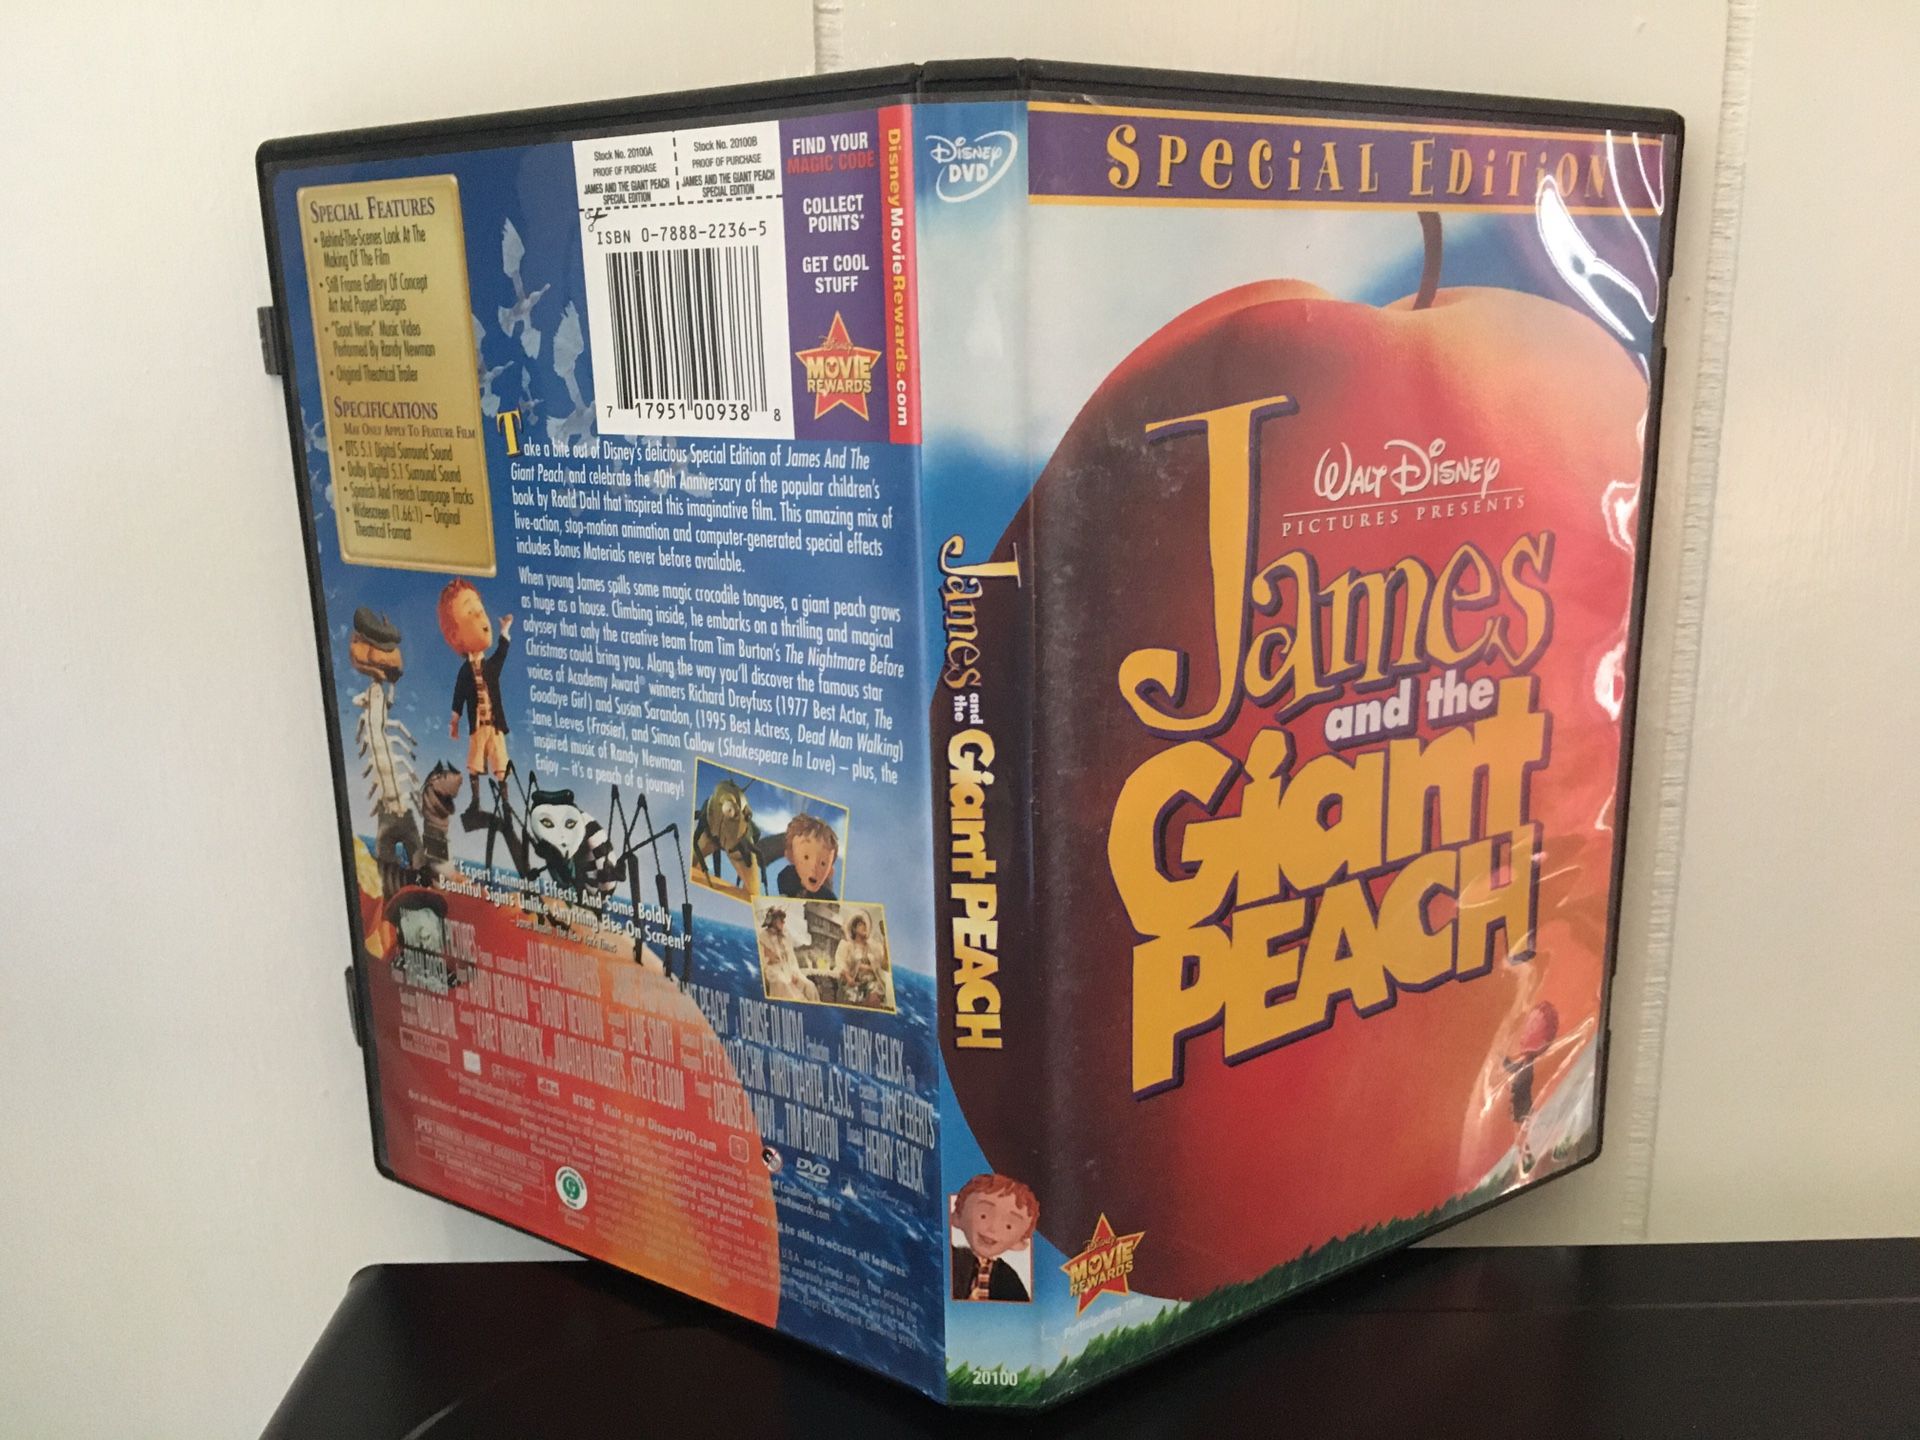 SPECIAL FEATURES
• Behind-The-Scenes Look At The
Making Of The Film
• Still Frame Gallery Of Concept
Art And Puppet Designs
• "Good News" Music Video
Performed By Randy Newman
• Original Theatrical Trailer
SPECIFICATIONS
MAY ONLY APPLY TO FEATURE FILM
• DTS 5.1 Digital Surround Sound
• Dolby Digital 5.1 Surround Sound
• Spanish And French Language Tracks
• Widescreen (1.66:1) – Original
Theatrical Format
Stock No. 20100A
PROOF OF PURCHASE
JAMES AND THE GIANT PEACH
SPECIAL EDITION
Stock No. 20100B
PROOF OF PURCHASE
JAMES AND THE GIANT PEACH
SPECIAL EDITION
ISBN 0-7888-2236-5
7 17951 00938 8
FIND YOUR
MAGIC CODE
COLLECT
POINTS*
GET COOL
STUFF
Disney
MOVIE
REWARDS
DisneyMovieRewards.com
Take a bite out of Disney's delicious Special Edition of James And The
Giant Peach, and celebrate the 40th Anniversary of the popular children's
book by Roald Dahl that inspired this imaginative film. This amazing mix of
live-action, stop-motion animation and computer-generated special effects
includes Bonus Materials never before available.
When young James spills some magic crocodile tongues, a giant peach grows
as huge as a house. Climbing inside, he embarks on a thrilling and magical
odyssey that only the creative team from Tim Burton's The Nightmare Before
Christmas could bring you. Along the way you'll discover the famous star
voices of Academy Award® winners Richard Dreyfuss (1977 Best Actor, The
Goodbye Girl) and Susan Sarandon, (1995 Best Actress, Dead Man Walking)
Jane Leeves (Frasier), and Simon Callow (Shakespeare In Love) – plus, the
inspired music of Randy Newman.
Enjoy – it's a peach of a journey!
"Expert Animated Effects And Some Boldly
Beautiful Sights Unlike Anything Else On Screen!"
The New York Times
PICTURES ALLIED FILMMAKERS PEACH" DENISE DI NOVI HENRY SELICK
ROALD DAHL RANDY NEWMAN RANDY NEWMAN LANE SMITH PETE KOZACHIK HIRO NARITA, A.S.C. JAKE EBERTS
KAREY KIRKPATRICK AND JONATHAN ROBERTS & STEVE BLOOM DENISE DI NOVI AND TIM BURTON HENRY SELICK
dts NTSC Visit us at DisneyDVD.com 1
DVD
PG
Disney
DVD
James and the Giant PEACH
20100
SPECIAL EDITION
WALT DISNEY
PICTURES PRESENTS
James
and the
Giant
PEACH
Disney
MOVIE
REWARDS
Participating Title